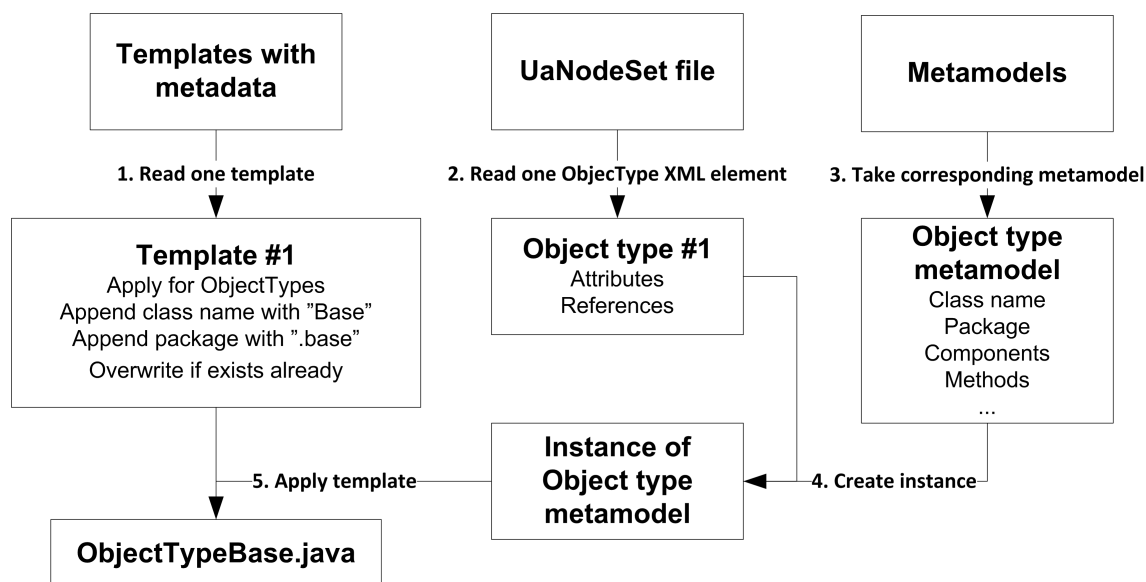 Templates with
metadata
UaNodeSet file
Metamodels
1. Read one template
2. Read one ObjecType XML element
3. Take corresponding metamodel
Template #1
Apply for ObjectTypes
Append class name with ”Base”
Append package with ”.base”
Overwrite if exists already
Object type #1
Attributes
References
Object type
metamodel
Class name
Package
Components
Methods
...
Instance of
Object type
metamodel
4. Create instance
5. Apply template
ObjectTypeBase.java